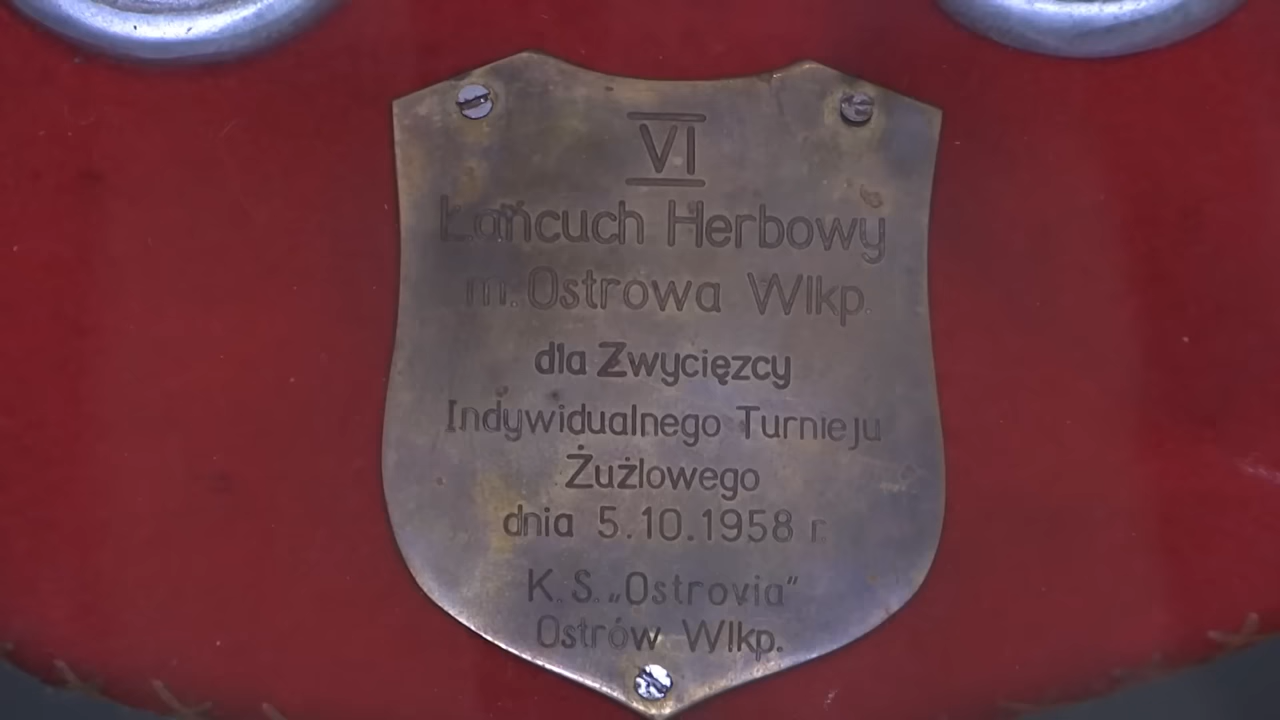 VI
Łańcuch Herbowy
m. Ostrowa Wlkp.
dla Zwycięzcy
Indywidualnego Turnieju
Żużlowego
dnia 5.10.1958 r.
K.S. „Ostrovia”
Ostrów Wlkp.